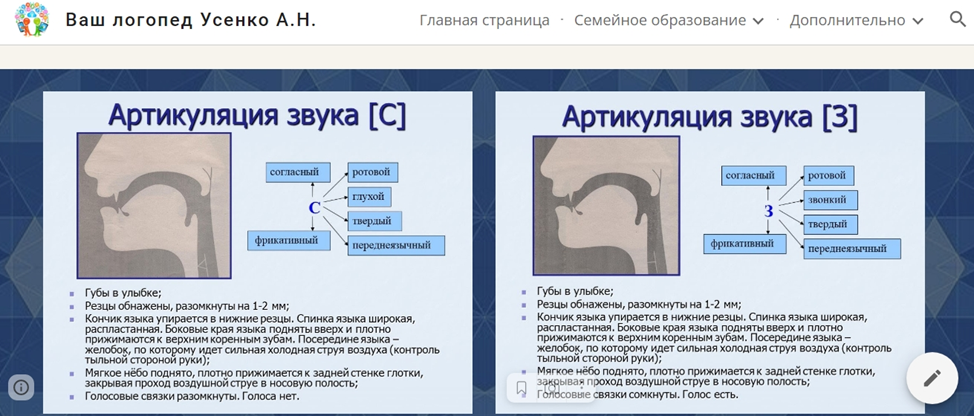 Ваш логопед Усенко А.Н.
Главная страница · Семейное образование · Дополнительно
Артикуляция звука [С]
согласный
ротовой
глухой
С
твердый
фрикативный
переднеязычный
Губы в улыбке;
Резцы обнажены, разомкнуты на 1-2 мм;
Кончик языка упирается в нижние резцы. Спинка языка широкая,
распластанная. Боковые края языка подняты вверх и плотно
прижимаются к верхним коренным зубам. Посередине языка –
желобок, по которому идет сильная холодная струя воздуха (контроль
тыльной стороной руки);
Мягкое нёбо поднято, плотно прижимается к задней стенке глотки,
закрывая проход воздушной струе в носовую полость;
Голосовые связки разомкнуты. Голоса нет.
Артикуляция звука [З]
согласный
ротовой
звонкий
З
твердый
фрикативный
переднеязычный
Губы в улыбке;
Резцы обнажены, разомкнуты на 1-2 мм;
Кончик языка упирается в нижние резцы. Спинка языка широкая,
распластанная. Боковые края языка подняты вверх и плотно
прижимаются к верхним коренным зубам. Посередине языка –
желобок, по которому идет сильная холодная струя воздуха (контроль
тыльной стороной руки);
Мягкое нёбо поднято, плотно прижимается к задней стенке глотки,
закрывая проход воздушной струе в носовую полость;
Голосовые связки сомкнуты. Голос есть.